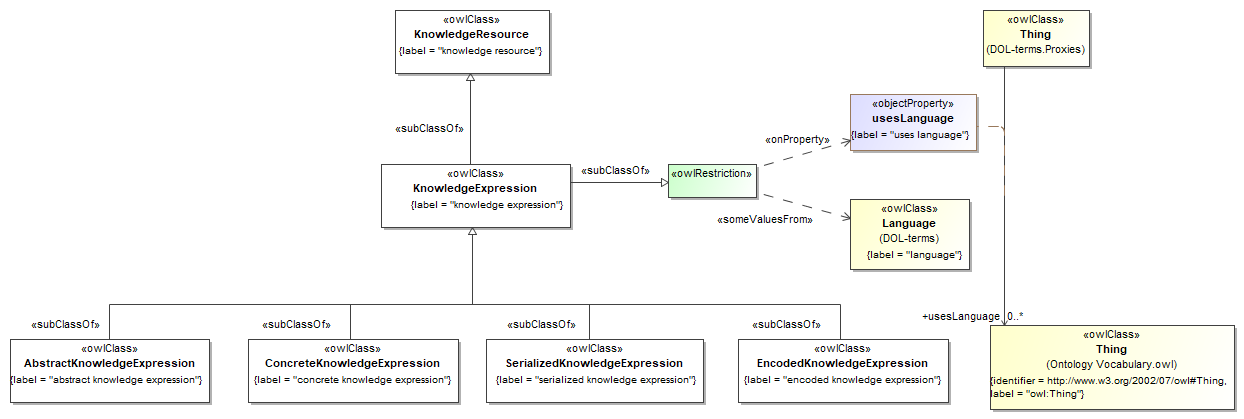 «owlClass»
KnowledgeResource
{label = "knowledge resource"}
«owlClass»
Thing
(DOL-terms.Proxies)
«subClassOf»
«objectProperty»
usesLanguage
{label = "uses language"}
«onProperty»
«owlClass»
KnowledgeExpression
{label = "knowledge expression"}
«subClassOf»
«owlRestriction»
«someValuesFrom»
«owlClass»
Language
(DOL-terms)
{label = "language"}
+usesLanguage 0..*
«subClassOf»
«subClassOf»
«subClassOf»
«subClassOf»
«owlClass»
AbstractKnowledgeExpression
{label = "abstract knowledge expression"}
«owlClass»
ConcreteKnowledgeExpression
{label = "concrete knowledge expression"}
«owlClass»
SerializedKnowledgeExpression
{label = "serialized knowledge expression"}
«owlClass»
EncodedKnowledgeExpression
{label = "encoded knowledge expression"}
«owlClass»
Thing
(Ontology Vocabulary.owl)
{identifier = http://www.w3.org/2002/07/owl#Thing,
label = "owl:Thing"}